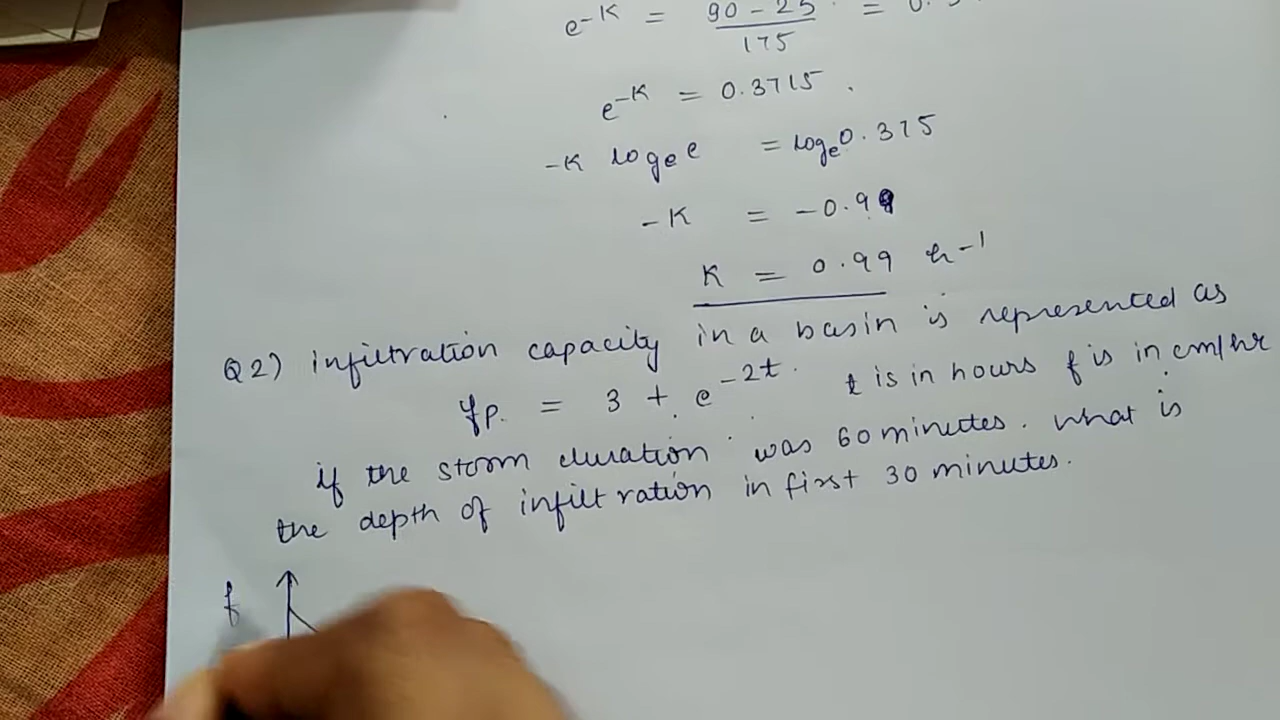 e^-K = 90 - 25 / 175 = 0.3
e^-K = 0.3715.
-K loge e = loge 0.375
-K = -0.99
K = 0.99 h^-1
Q2) infiltration capacity in a basin is represented as
fp. = 3 + e^-2t. t is in hours f is in cm/hr
if the storm duration was 60 minutes. What is
the depth of infiltration in first 30 minutes.
f